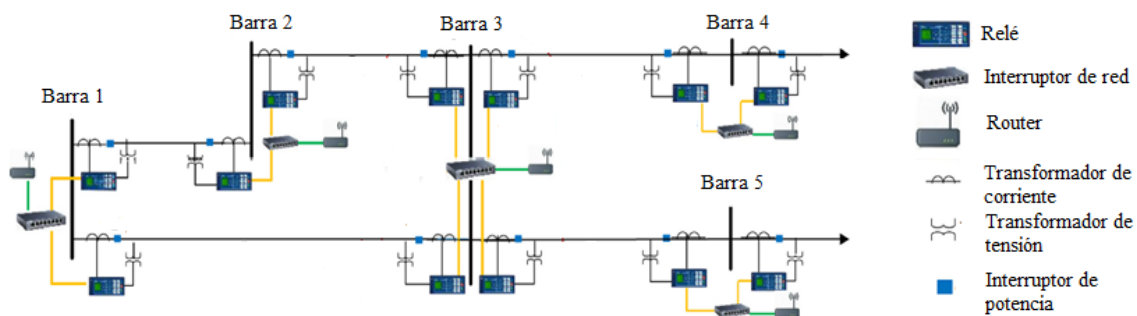 Barra 1
Barra 2
Barra 3
Barra 4
Barra 5
Relé
Interruptor de red
Router
Transformador de
corriente
Transformador de
tensión
Interruptor de
potencia